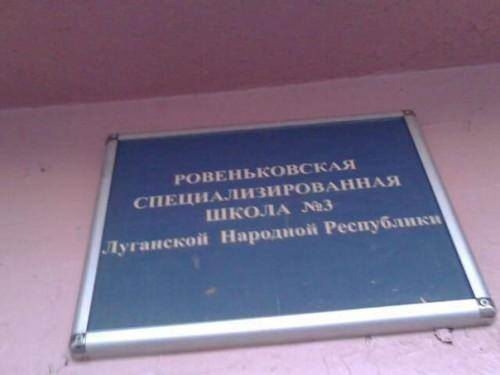 РОВЕНЬКОВСКАЯ
СПЕЦИАЛИЗИРОВАННАЯ
ШКОЛА №3
Луганской Народной Республики